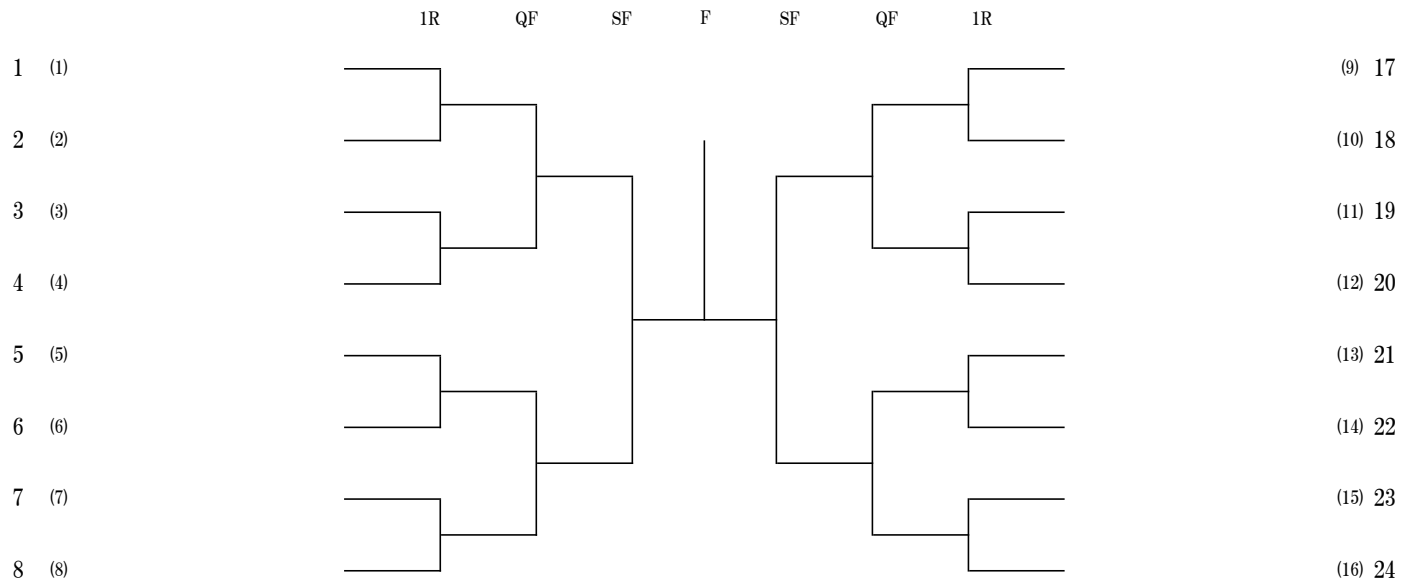 1R QF SF F SF QF 1R
1 (1) (9) 17
2 (2) (10) 18
3 (3) (11) 19
4 (4) (12) 20
5 (5) (13) 21
6 (6) (14) 22
7 (7) (15) 23
8 (8) (16) 24